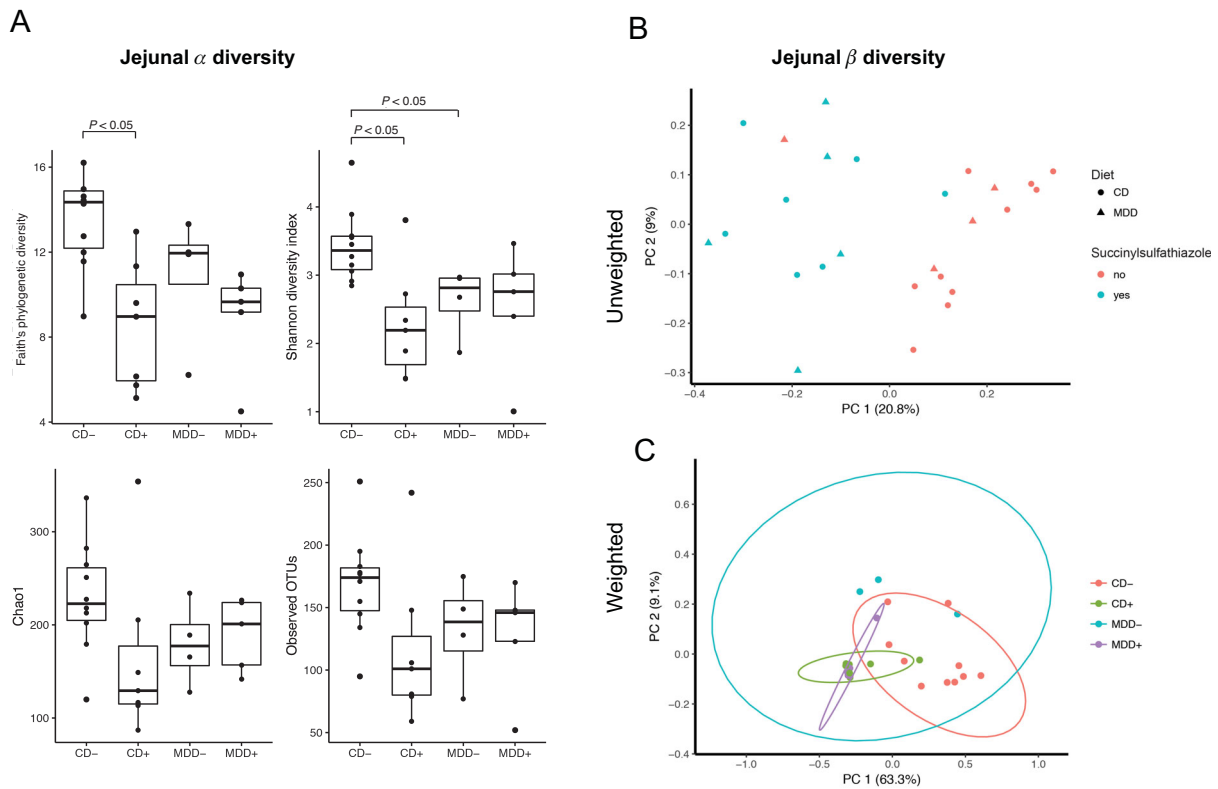 A
Jejunal α diversity
P < 0.05
Faith's phylogenetic diversity
16
12
8
4
CD–
CD+
MDD–
MDD+
P < 0.05
P < 0.05
Shannon diversity index
4
3
2
1
CD–
CD+
MDD–
MDD+
Chao1
300
200
100
CD–
CD+
MDD–
MDD+
Observed OTUs
250
200
150
100
50
CD–
CD+
MDD–
MDD+
B
Jejunal β diversity
Unweighted
PC 2 (9%)
0.2
0.1
0.0
−0.1
−0.2
−0.3
−0.4
−0.2
0.0
0.2
PC 1 (20.8%)
Diet
CD
MDD
Succinylsulfathiazole
no
yes
C
Weighted
PC 2 (9.1%)
0.6
0.4
0.2
0.0
−0.2
−0.4
−1.0
−0.5
0.0
0.5
1.0
PC 1 (63.3%)
CD–
CD+
MDD–
MDD+